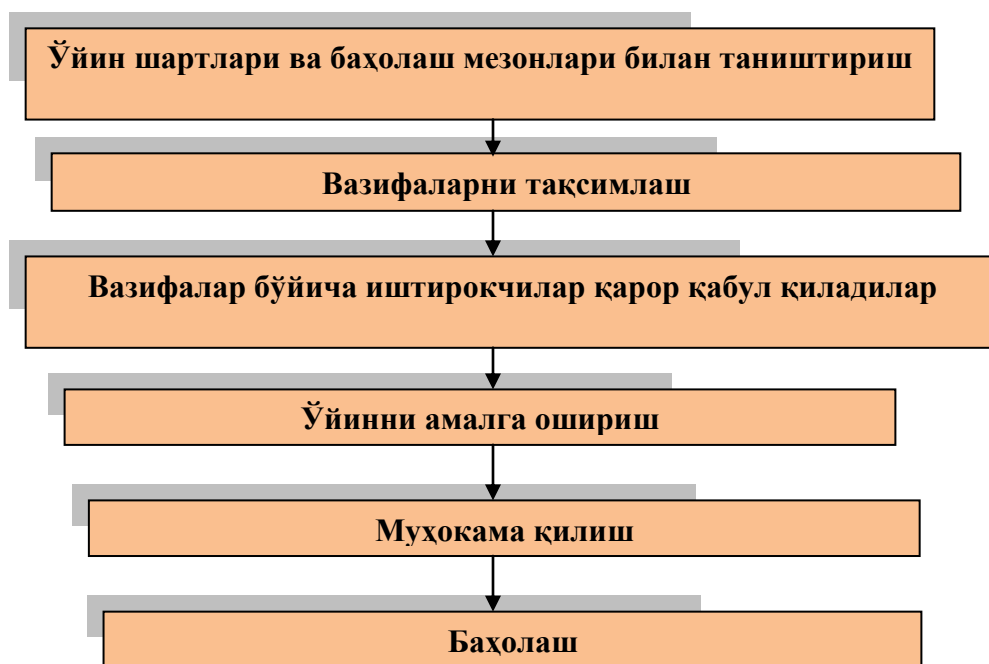 Ўйин шартлари ва баҳолаш мезонлари билан таништириш
Вазифаларни тақсимлаш
Вазифалар бўйича иштирокчилар қарор қабул қиладилар
Ўйинни амалга ошириш
Муҳокама қилиш
Баҳолаш